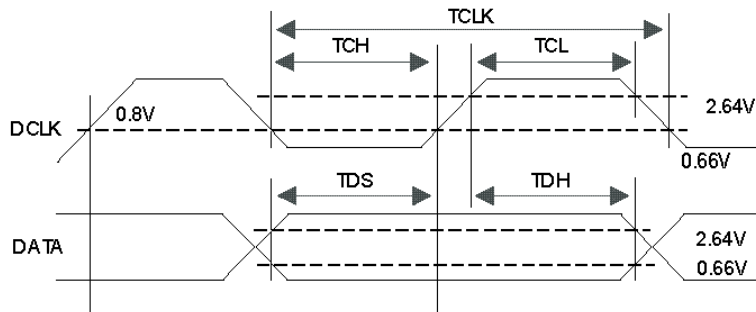 TCLK
TCH TCL
0.8V
2.64V
DCLK
0.66V
TDS TDH
DATA
2.64V
0.66V